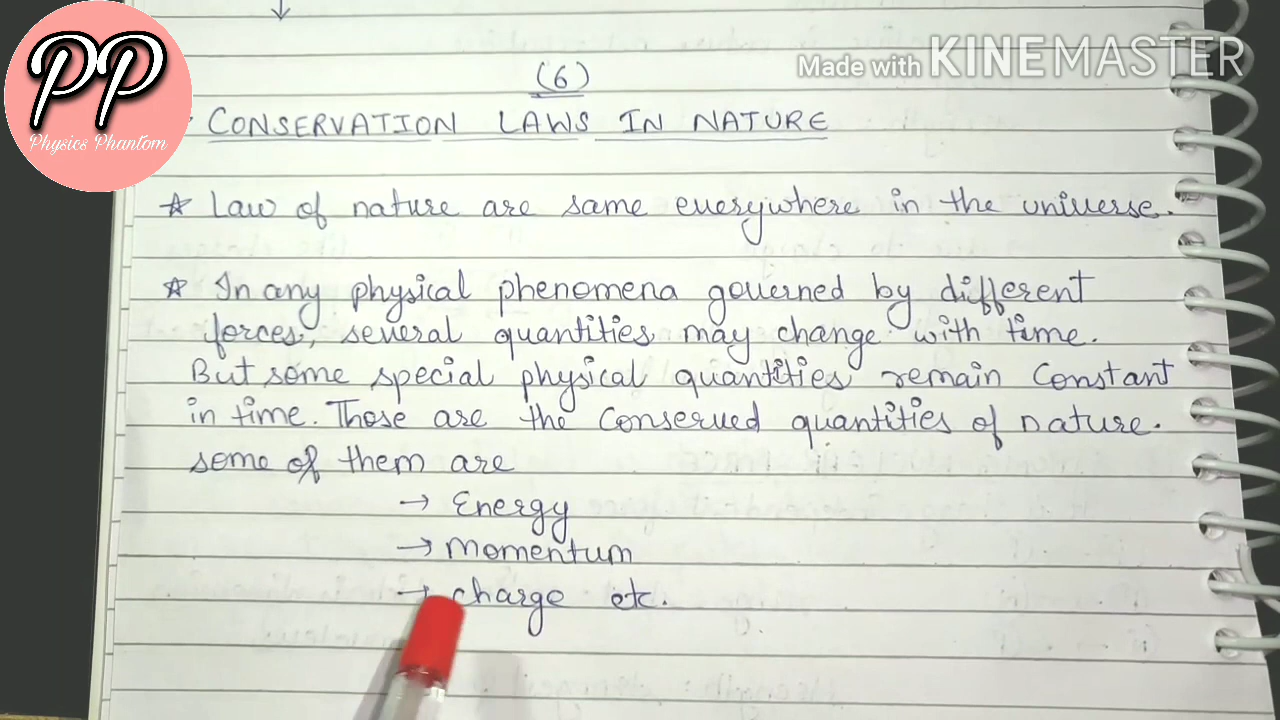 PP
Physics Phantom
Made with KINEMASTER
(6)
CONSERVATION LAWS IN NATURE
☆ Law of nature are same everywhere in the universe.
☆ In any physical phenomena governed by different
forces, several quantities may change with time.
But some special physical quantities remain constant
in time. Those are the conserved quantities of nature.
some of them are
→ Energy
→ Momentum
→ charge etc.